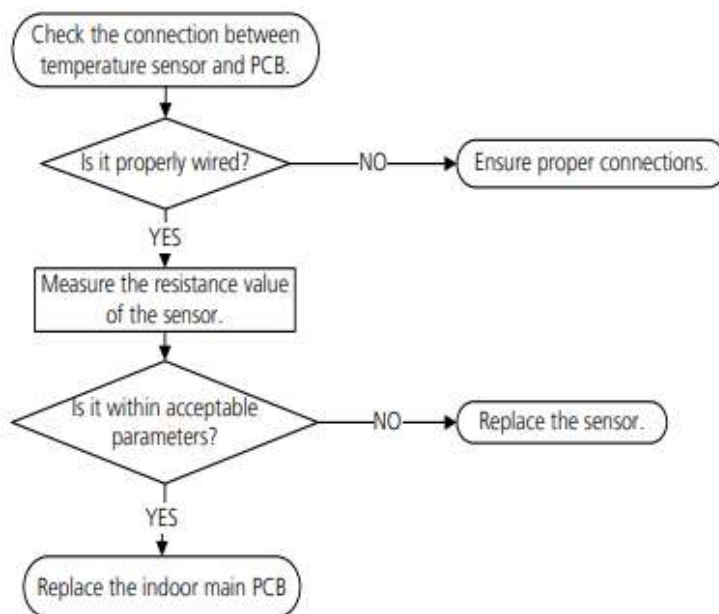 Check the connection between
temperature sensor and PCB.
Is it properly wired?
NO
Ensure proper connections.
YES
Measure the resistance value
of the sensor.
Is it within acceptable
parameters?
NO
Replace the sensor.
YES
Replace the indoor main PCB